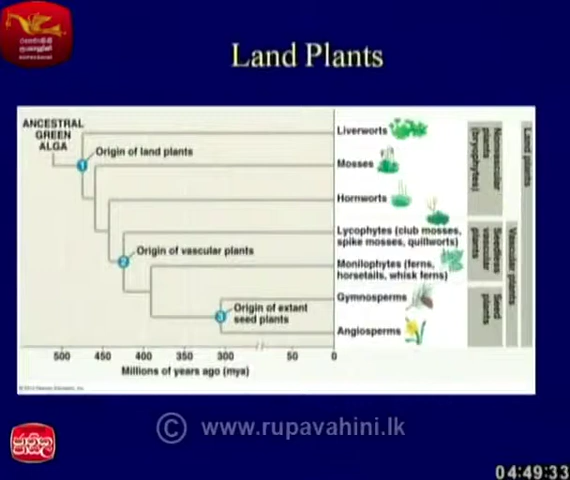 Land Plants
ANCESTRAL
GREEN
ALGA
1
Origin of land plants
Liverworts
Mosses
Hornworts
2
Origin of vascular plants
Lycophytes (club mosses,
spike mosses, quillworts)
Monilophytes (ferns,
horsetails, whisk ferns)
3
Origin of extant
seed plants
Gymnosperms
Angiosperms
Nonvascular
plants
(bryophytes)
Seedless
vascular
plants
Seed
plants
Vascular plants
Land plants
500 450 400 350 300 50 0
Millions of years ago (mya)
ජාතික
පාසල
© www.rupavahini.lk
04:49:33